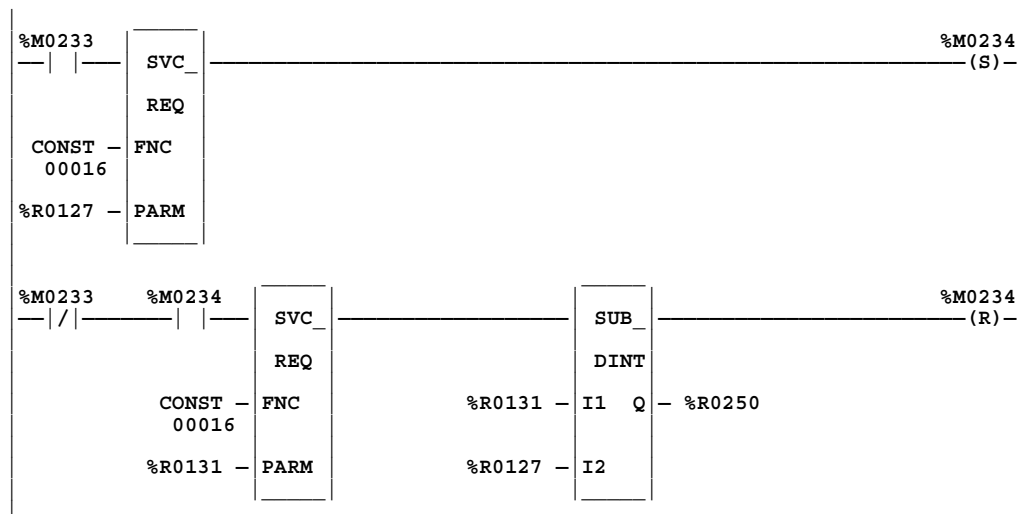 %M0233 %M0234
SVC_ (S)
REQ
CONST FNC
00016
%R0127 PARM
%M0233 %M0234 %M0234
/ SVC_ SUB_ (R)
REQ DINT
CONST FNC %R0131 I1 Q %R0250
00016
%R0131 PARM %R0127 I2